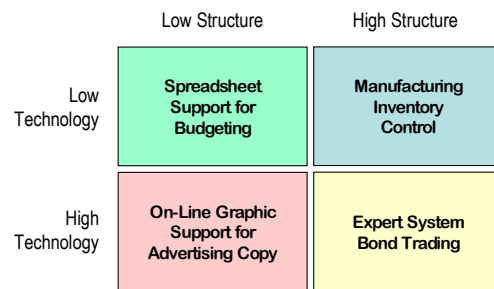 Low Structure
High Structure
Low
Technology
Spreadsheet
Support for
Budgeting
Manufacturing
Inventory
Control
High
Technology
On-Line Graphic
Support for
Advertising Copy
Expert System
Bond Trading